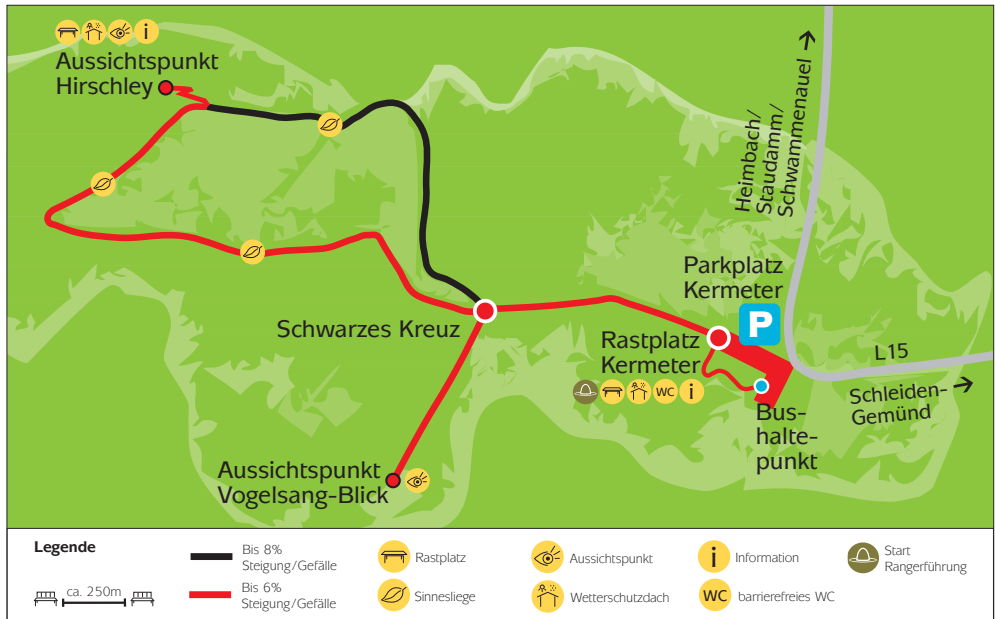 i
Aussichtspunkt
Hirschley
Heimbach/
Staudamm/
Schwammenauel
Parkplatz
Kermeter
P
Schwarzes Kreuz
Rastplatz
Kermeter
WC i
L15
Schleiden-
Gemünd
Bus-
halte-
punkt
Aussichtspunkt
Vogelsang-Blick
Legende
ca. 250m
Bis 8%
Steigung/Gefälle
Bis 6%
Steigung/Gefälle
Rastplatz
Sinnesliege
Aussichtspunkt
Wetterschutzdach
i Information
WC barrierefreies WC
Start
Rangerführung